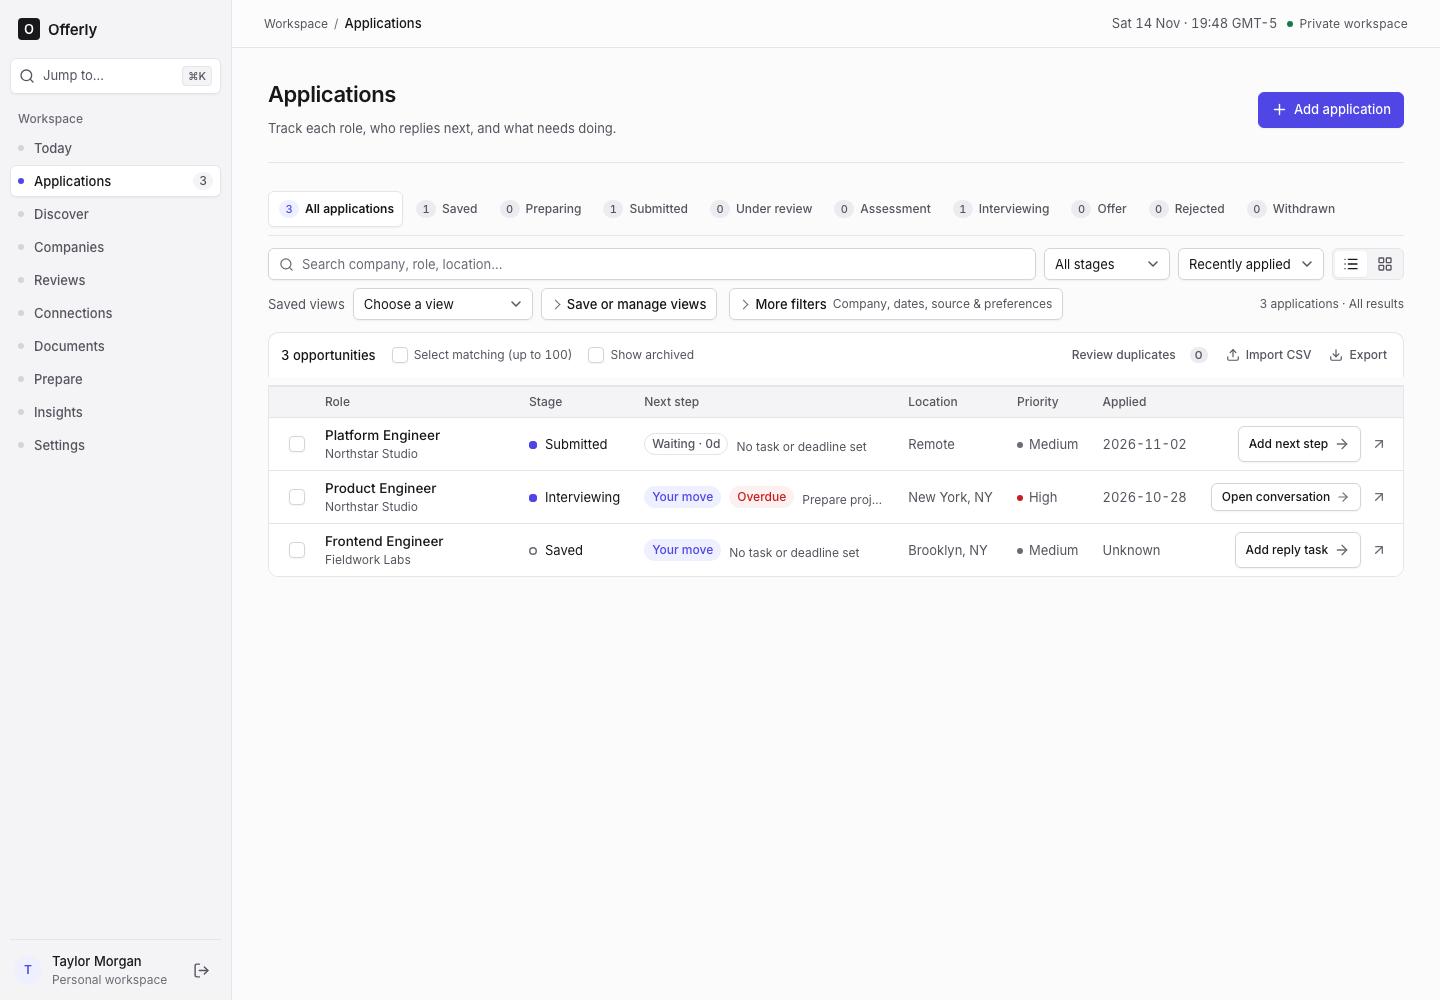 O Offerly
Jump to... ⌘K
Workspace
Today
Applications 3
Discover
Companies
Reviews
Connections
Documents
Prepare
Insights
Settings
T Taylor Morgan
Personal workspace
Workspace / Applications
Sat 14 Nov · 19:48 GMT-5 Private workspace
Applications
Track each role, who replies next, and what needs doing.
Add application
3 All applications 1 Saved 0 Preparing 1 Submitted 0 Under review 0 Assessment 1 Interviewing 0 Offer 0 Rejected 0 Withdrawn
Search company, role, location... All stages Recently applied
Saved views Choose a view Save or manage views More filters Company, dates, source & preferences 3 applications · All results
3 opportunities Select matching (up to 100) Show archived Review duplicates 0 Import CSV Export
Role Stage Next step Location Priority Applied
Platform Engineer
Northstar Studio
Submitted Waiting · 0d No task or deadline set Remote Medium 2026-11-02 Add next step
Product Engineer
Northstar Studio
Interviewing Your move Overdue Prepare proj... New York, NY High 2026-10-28 Open conversation
Frontend Engineer
Fieldwork Labs
Saved Your move No task or deadline set Brooklyn, NY Medium Unknown Add reply task